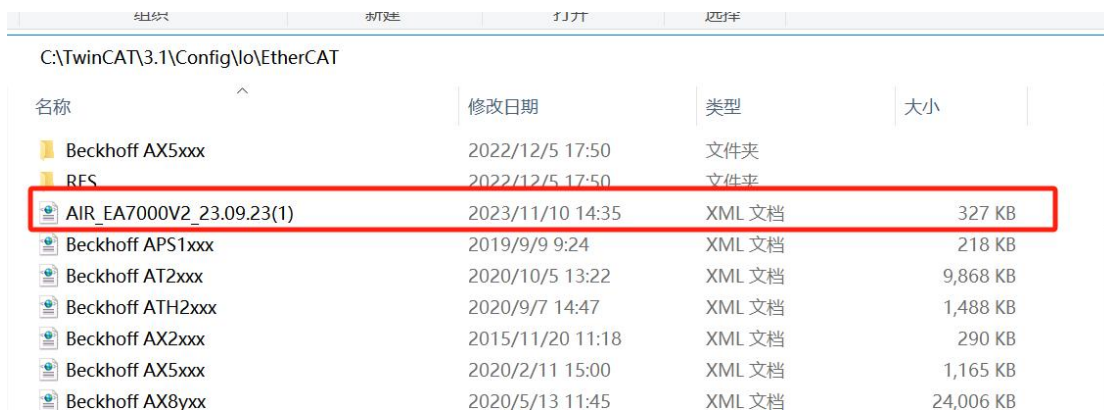 组织 新建 打开 选择
C:\TwinCAT\3.1\Config\Io\EtherCAT
名称 修改日期 类型 大小
Beckhoff AX5xxx 2022/12/5 17:50 文件夹
RES 2022/12/5 17:50 文件夹
AIR_EA7000V2_23.09.23(1) 2023/11/10 14:35 XML 文档 327 KB
Beckhoff APS1xxx 2019/9/9 9:24 XML 文档 218 KB
Beckhoff AT2xxx 2020/10/5 13:22 XML 文档 9,868 KB
Beckhoff ATH2xxx 2020/9/7 14:47 XML 文档 1,488 KB
Beckhoff AX2xxx 2015/11/20 11:18 XML 文档 290 KB
Beckhoff AX5xxx 2020/2/11 15:00 XML 文档 1,165 KB
Beckhoff AX8yxx 2020/5/13 11:45 XML 文档 24,006 KB